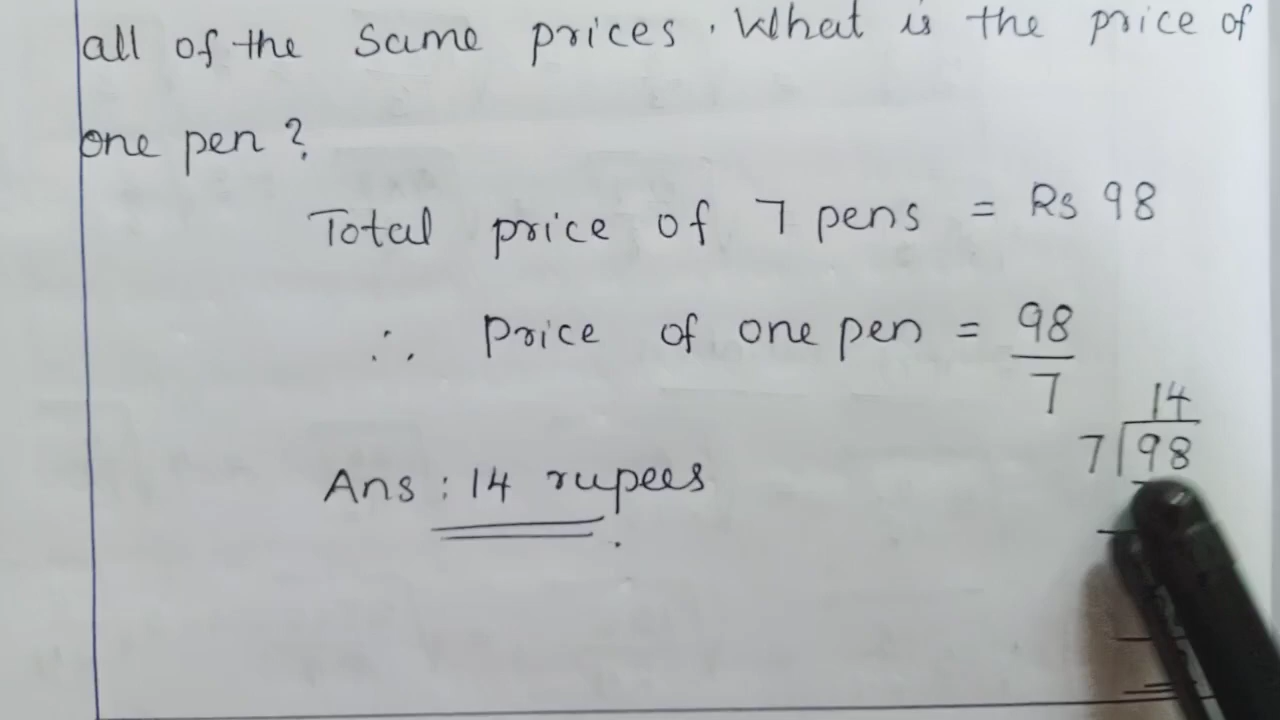 all of the same prices. What is the price of
one pen?
Total price of 7 pens = Rs 98
∴ Price of one pen = 98
7
14
7 98
Ans : 14 rupees.